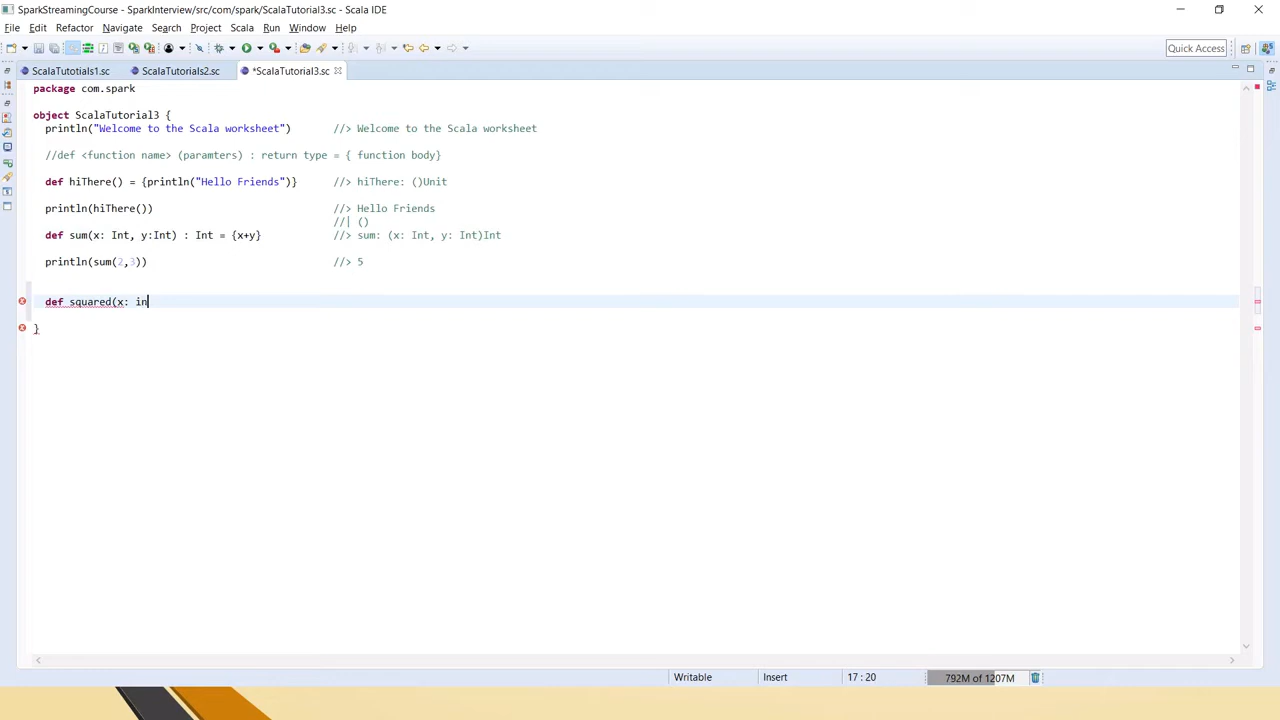 SparkStreamingCourse - SparkInterview/src/com/spark/ScalaTutorial3.sc - Scala IDE
File Edit Refactor Navigate Search Project Scala Run Window Help
Quick Access
ScalaTutotials1.sc ScalaTutorials2.sc *ScalaTutorial3.sc
package com.spark
object ScalaTutorial3 {
println("Welcome to the Scala worksheet") //> Welcome to the Scala worksheet
//def <function name> (paramters) : return type = { function body}
def hiThere() = {println("Hello Friends")} //> hiThere: ()Unit
println(hiThere()) //> Hello Friends
//| ()
def sum(x: Int, y:Int) : Int = {x+y} //> sum: (x: Int, y: Int)Int
println(sum(2,3)) //> 5
def squared(x: in
}
Writable Insert 17 : 20 792M of 1207M